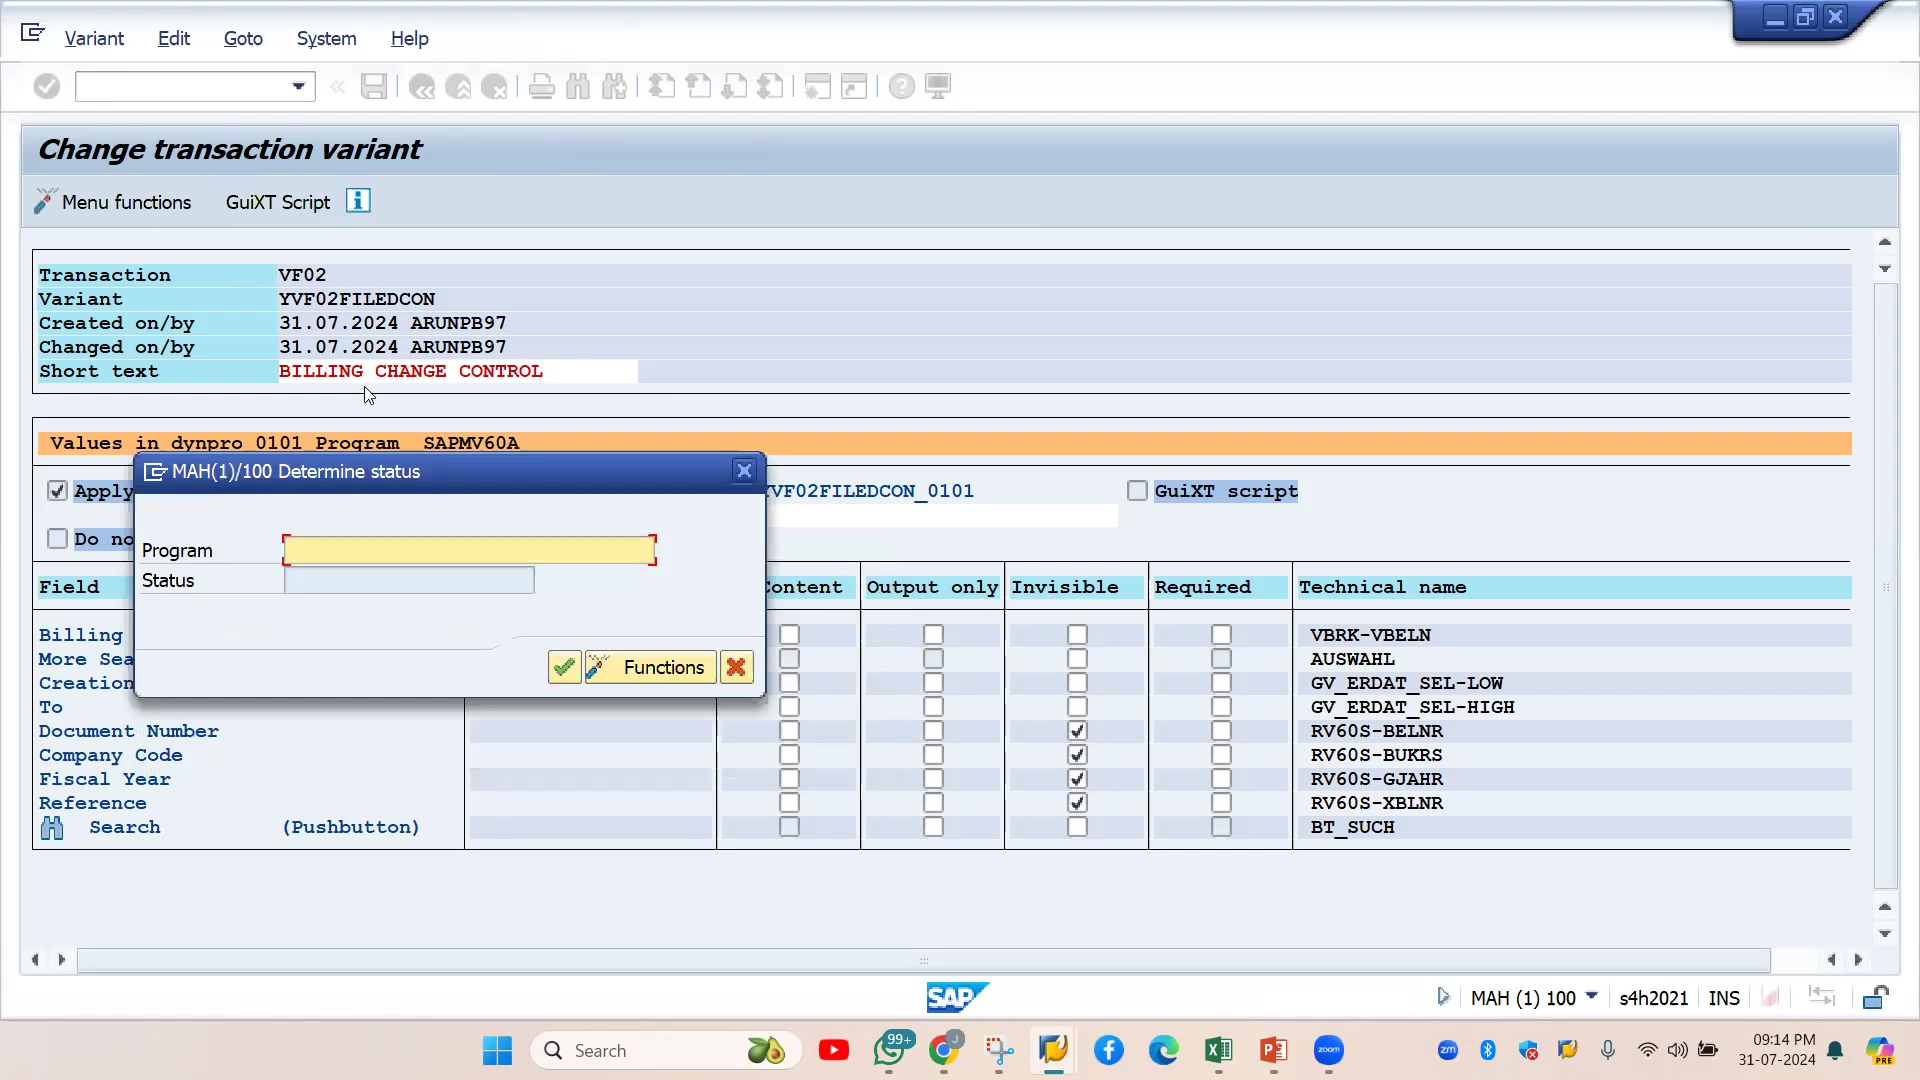 Variant Edit Goto System Help
Change transaction variant
Menu functions GuiXT Script
Transaction VF02
Variant YVF02FILEDCON
Created on/by 31.07.2024 ARUNPB97
Changed on/by 31.07.2024 ARUNPB97
Short text BILLING CHANGE CONTROL
Values in dynpro 0101 Program SAPMV60A
MAH(1)/100 Determine status
Apply YVF02FILEDCON_0101 GuiXT script
Do no
Program
Status
Functions
Field Content Output only Invisible Required Technical name
Billing VBRK-VBELN
More Sea AUSWAHL
Creation GV_ERDAT_SEL-LOW
To GV_ERDAT_SEL-HIGH
Document Number RV60S-BELNR
Company Code RV60S-BUKRS
Fiscal Year RV60S-GJAHR
Reference RV60S-XBLNR
Search (Pushbutton) BT_SUCH
SAP
MAH (1) 100 s4h2021 INS
Search
99+
J
zoom
zm
09:14 PM
31-07-2024
PRE